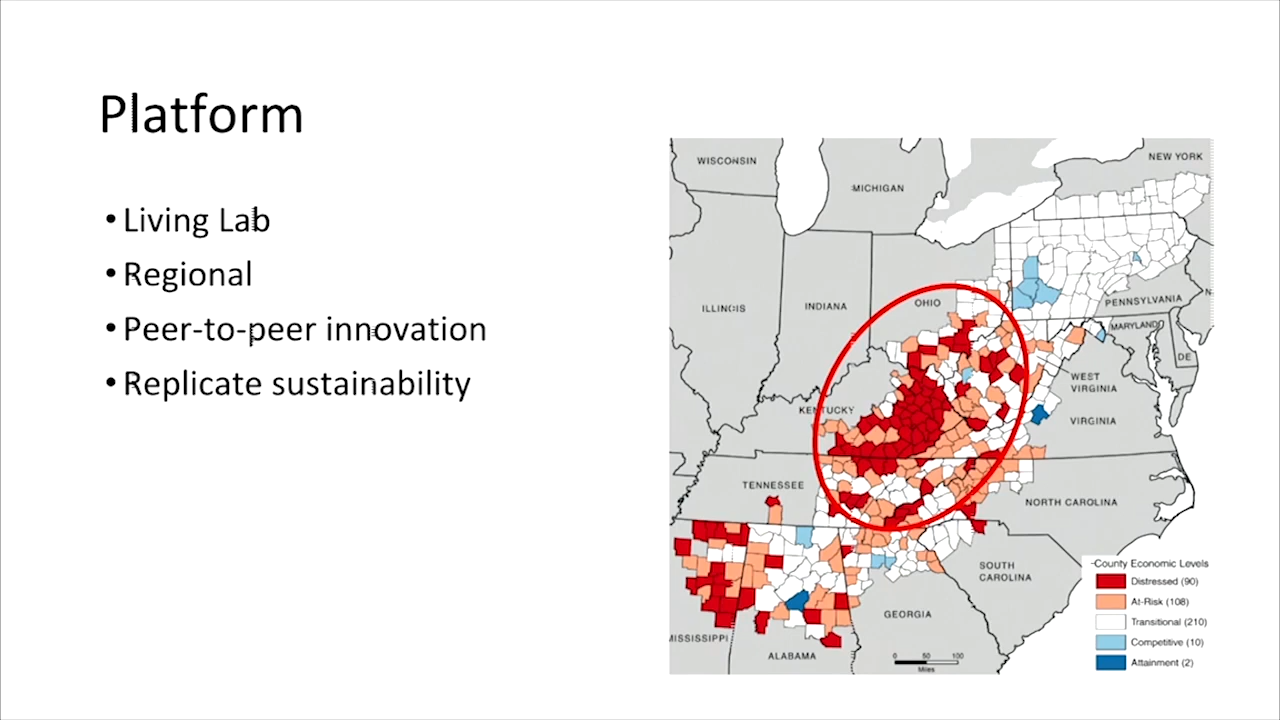 Platform
• Living Lab
• Regional
• Peer-to-peer innovation
• Replicate sustainability
WISCONSIN
MICHIGAN
NEW YORK
ILLINOIS
INDIANA
OHIO
PENNSYLVANIA
N
MARYLAND
DE
WEST
VIRGINIA
KENTUCKY
VIRGINIA
TENNESSEE
NORTH CAROLINA
SOUTH
CAROLINA
GEORGIA
MISSISSIPPI
ALABAMA
0 50 100
Miles
County Economic Levels
Distressed (90)
At-Risk (108)
Transitional (210)
Competitive (10)
Attainment (2)